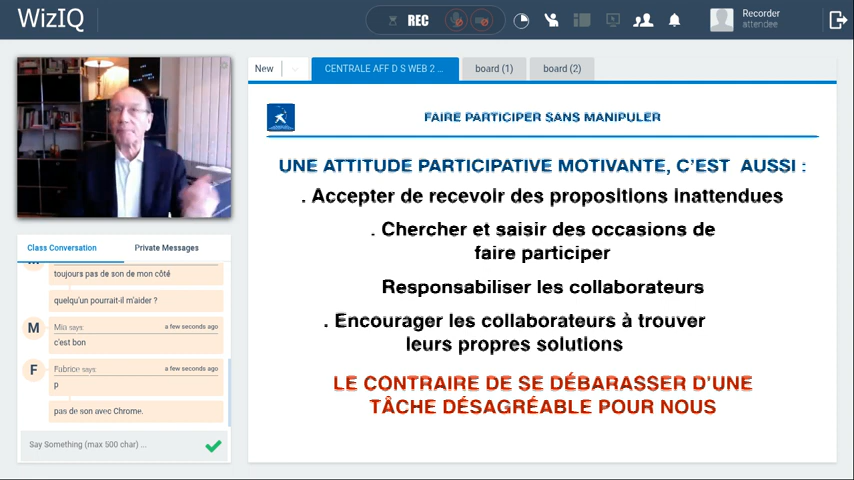 WizIQ
REC
Recorder
attendee
New
CENTRALE AFF D S WEB 2 ...
board (1)
board (2)
FAIRE PARTICIPER SANS MANIPULER
UNE ATTITUDE PARTICIPATIVE MOTIVANTE, C'EST AUSSI :
. Accepter de recevoir des propositions inattendues
. Chercher et saisir des occasions de
faire participer
Responsabiliser les collaborateurs
. Encourager les collaborateurs à trouver
leurs propres solutions
LE CONTRAIRE DE SE DÉBARASSER D'UNE
TÂCHE DÉSAGRÉABLE POUR NOUS
Class Conversation
Private Messages
toujours pas de son de mon côté
quelqu'un pourrait-il m'aider ?
M
says:
a few seconds ago
c'est bon
F
Fabrice says:
a few seconds ago
p
pas de son avec Chrome.
Say Something (max 500 char) ...